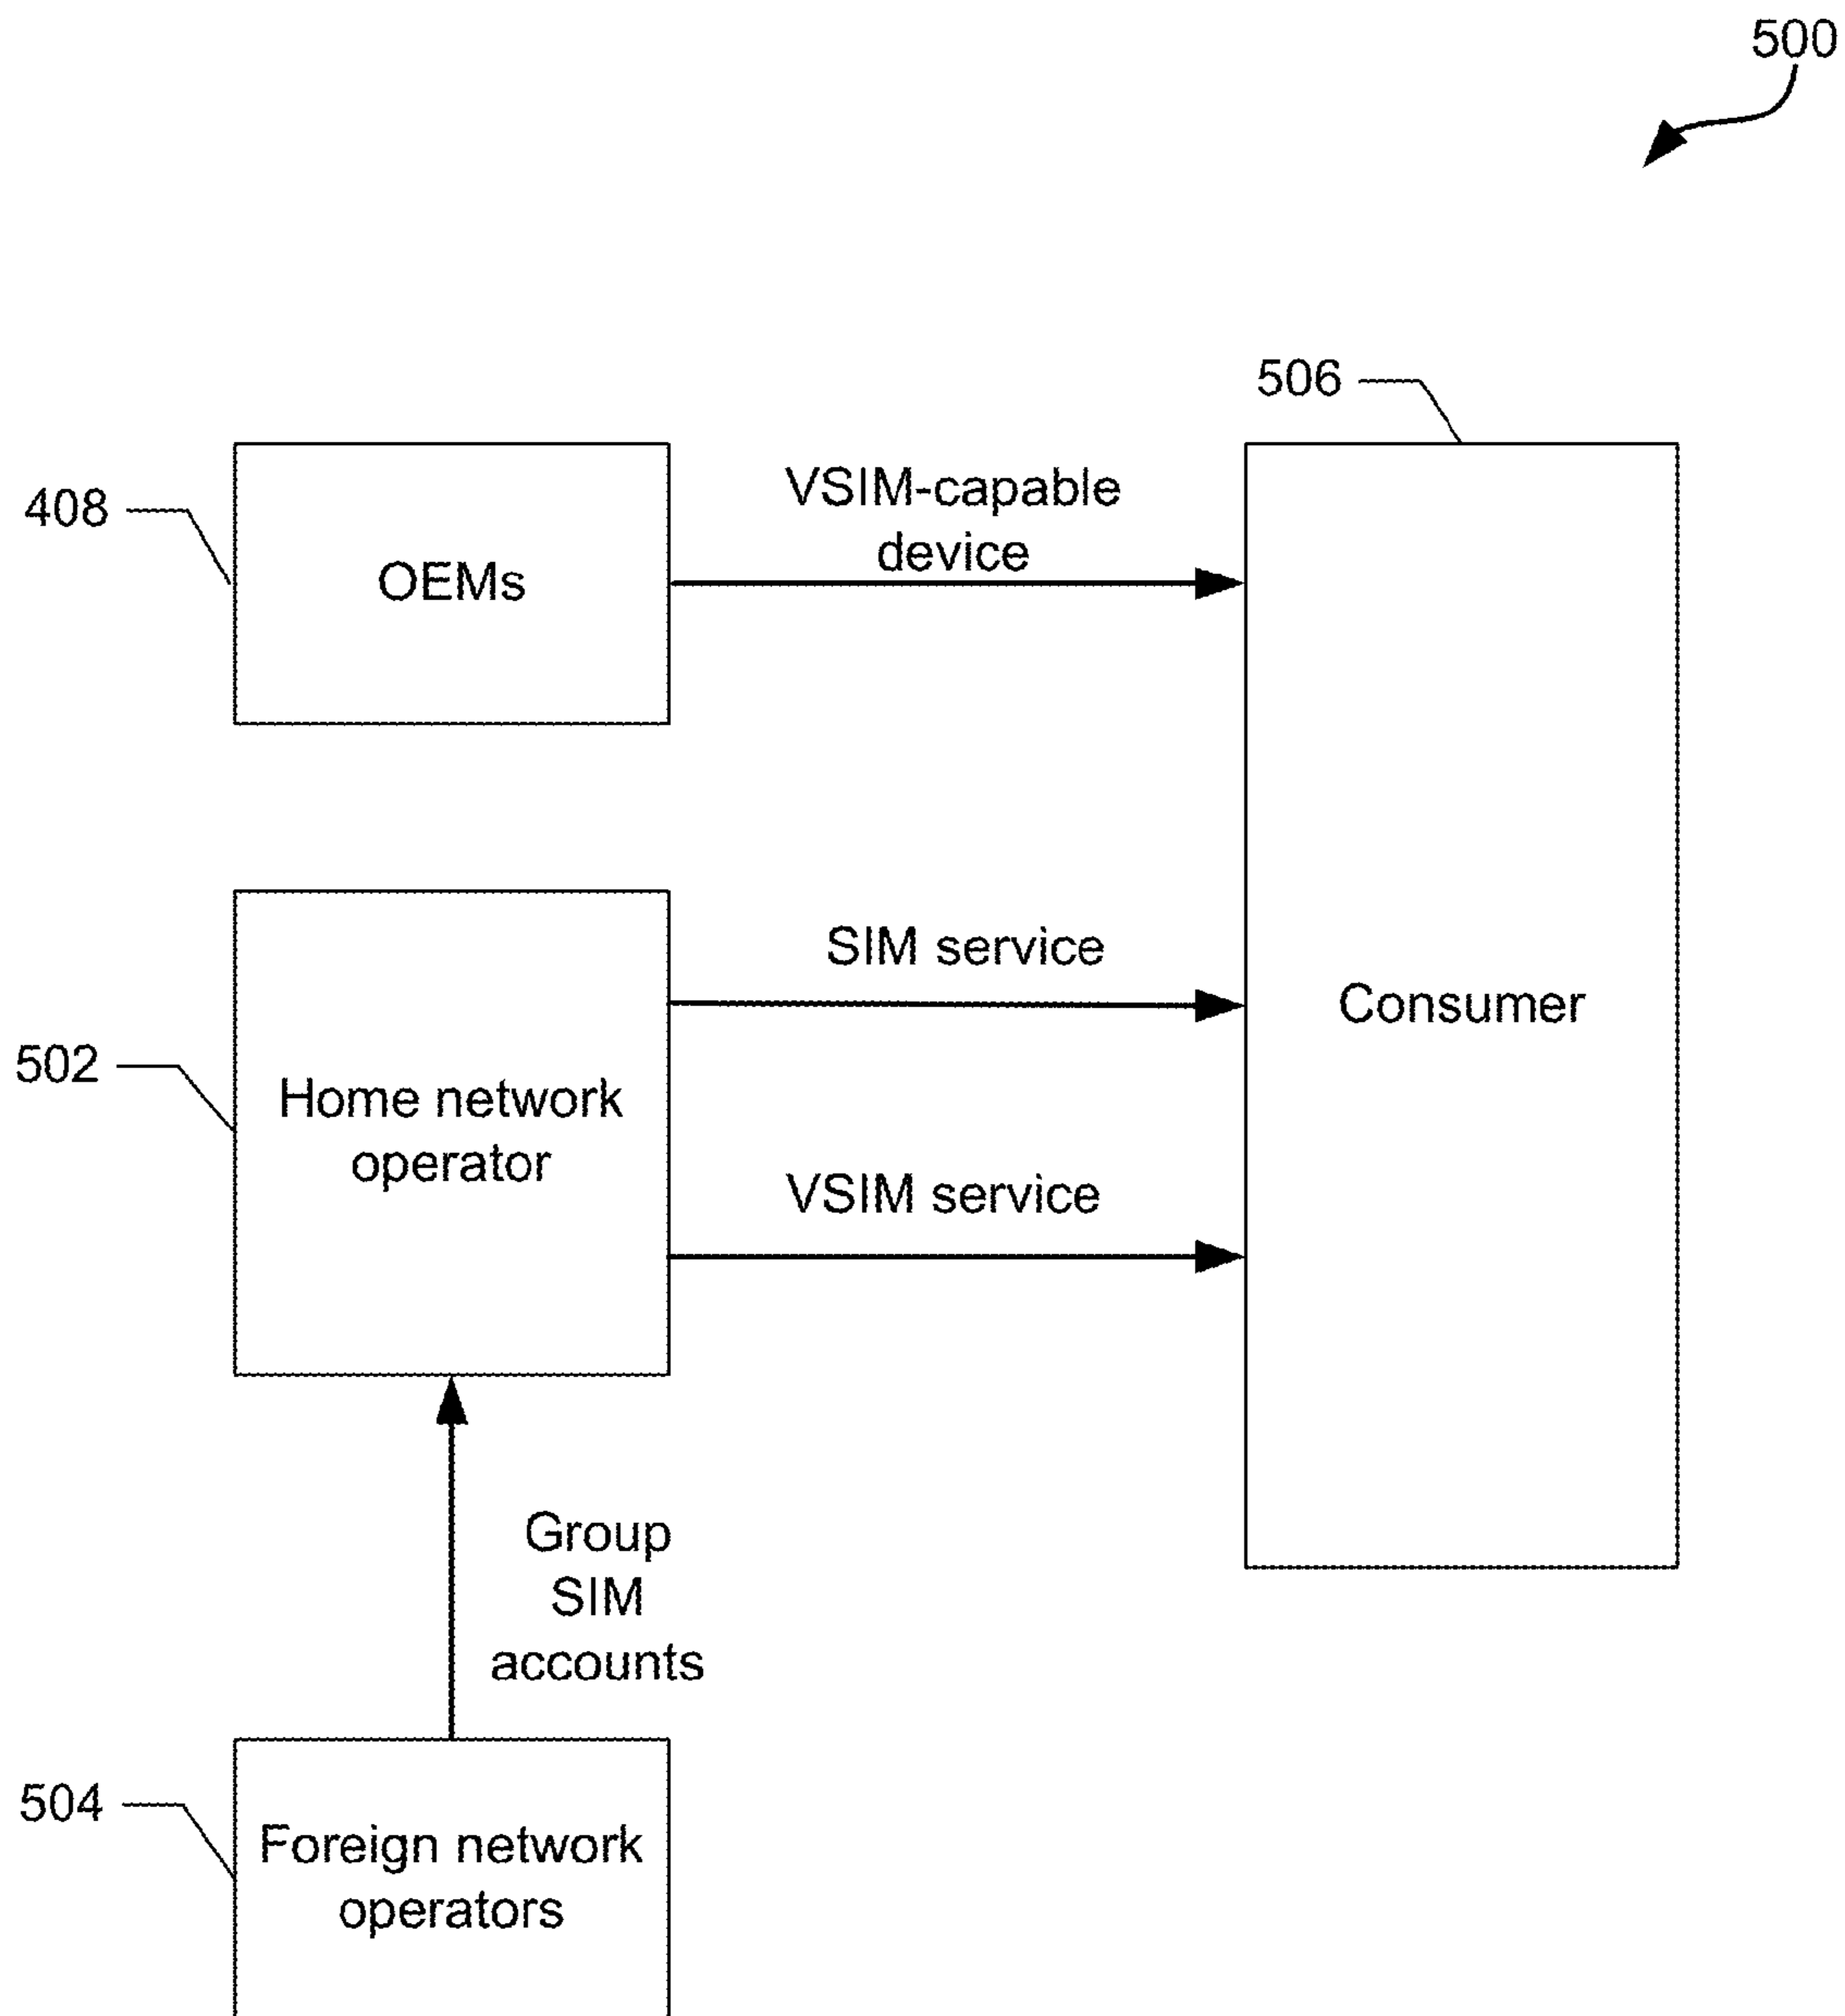 500
506
408
OEMs
VSIM-capable
device
502
Home network
operator
SIM service
VSIM service
Consumer
Group
SIM
accounts
504
Foreign network
operators